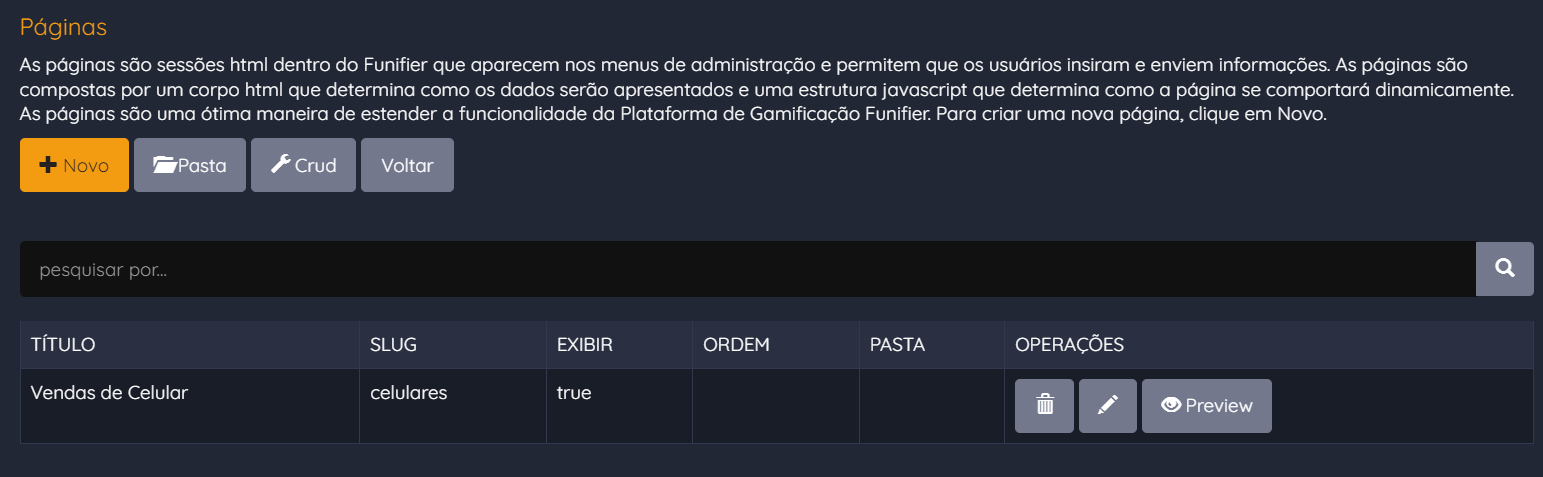 Páginas
As páginas são sessões html dentro do Funifier que aparecem nos menus de administração e permitem que os usuários insiram e enviem informações. As páginas são
compostas por um corpo html que determina como os dados serão apresentados e uma estrutura javascript que determina como a página se comportará dinamicamente.
As páginas são uma ótima maneira de estender a funcionalidade da Plataforma de Gamificação Funifier. Para criar uma nova página, clique em Novo.
Novo Pasta Crud Voltar
pesquisar por...
TÍTULO SLUG EXIBIR ORDEM PASTA OPERAÇÕES
Vendas de Celular celulares true Preview